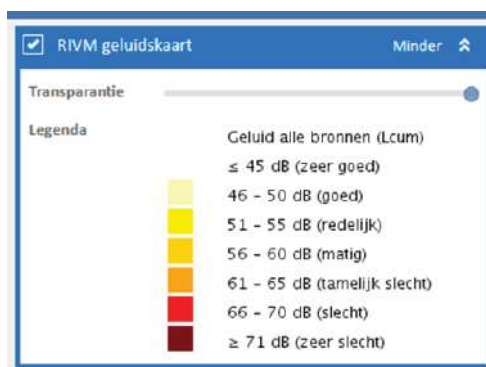 RIVM geluidskaart Minder
Transparantie
Legenda
Geluid alle bronnen (Lcum)
≤ 45 dB (zeer goed)
46 - 50 dB (goed)
51 - 55 dB (redelijk)
56 - 60 dB (matig)
61 - 65 dB (tamelijk slecht)
66 - 70 dB (slecht)
≥ 71 dB (zeer slecht)